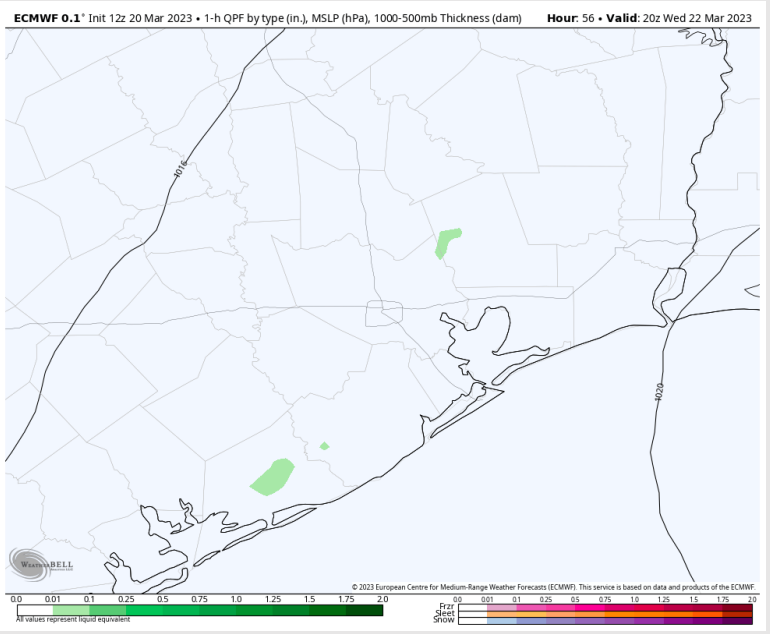 ECMWF 0.1° Init 12z 20 Mar 2023 • 1-h QPF by type (in.), MSLP (hPa), 1000-500mb Thickness (dam) Hour: 56 • Valid: 20z Wed 22 Mar 2023
1016
1020
WeatherBELL
© 2023 European Centre for Medium-Range Weather Forecasts (ECMWF). This service is based on data and products of the ECMWF.
0.0 0.01 0.1 0.25 0.5 0.75 1.0 1.25 1.5 1.75 2.0
All values represent liquid equivalent
0.0 0.01 0.1 0.25 0.5 0.75 1.0 1.25 1.5 1.75 2.0
Frzr
Sleet
Snow